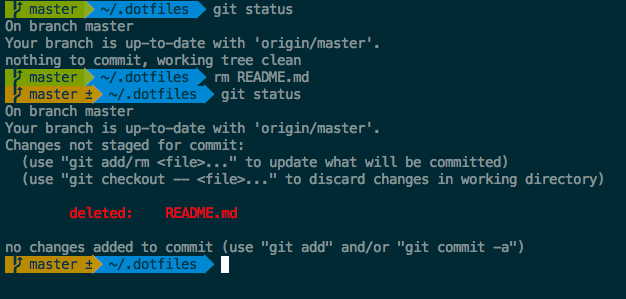 master ~/.dotfiles git status
On branch master
Your branch is up-to-date with 'origin/master'.
nothing to commit, working tree clean
master ~/.dotfiles rm README.md
master ± ~/.dotfiles git status
On branch master
Your branch is up-to-date with 'origin/master'.
Changes not staged for commit:
(use "git add/rm <file>..." to update what will be committed)
(use "git checkout -- <file>..." to discard changes in working directory)
deleted: README.md
no changes added to commit (use "git add" and/or "git commit -a")
master ± ~/.dotfiles